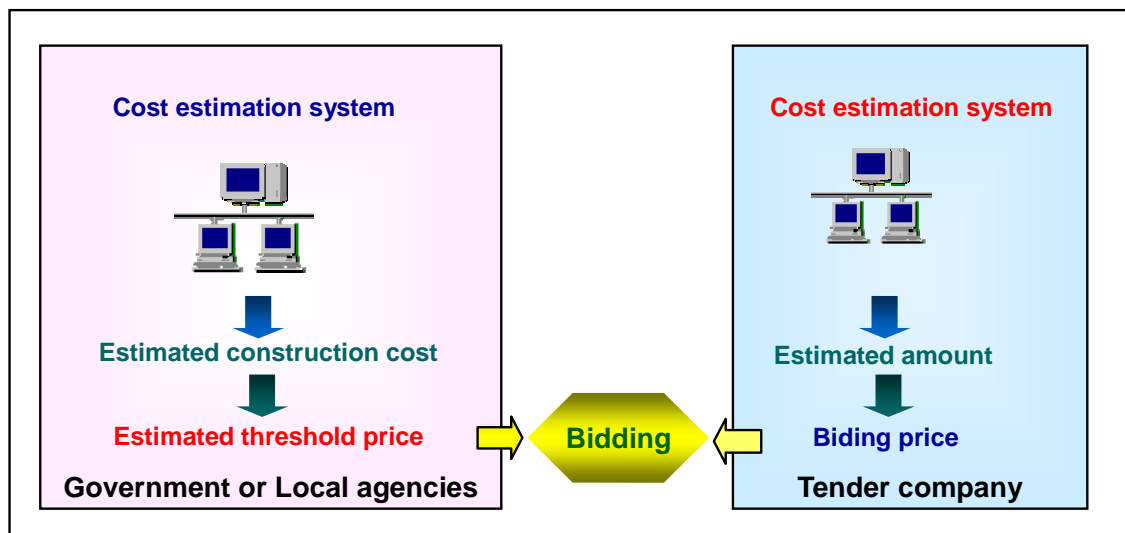 Cost estimation system
Estimated construction cost
Estimated threshold price
Government or Local agencies
Bidding
Cost estimation system
Estimated amount
Biding price
Tender company